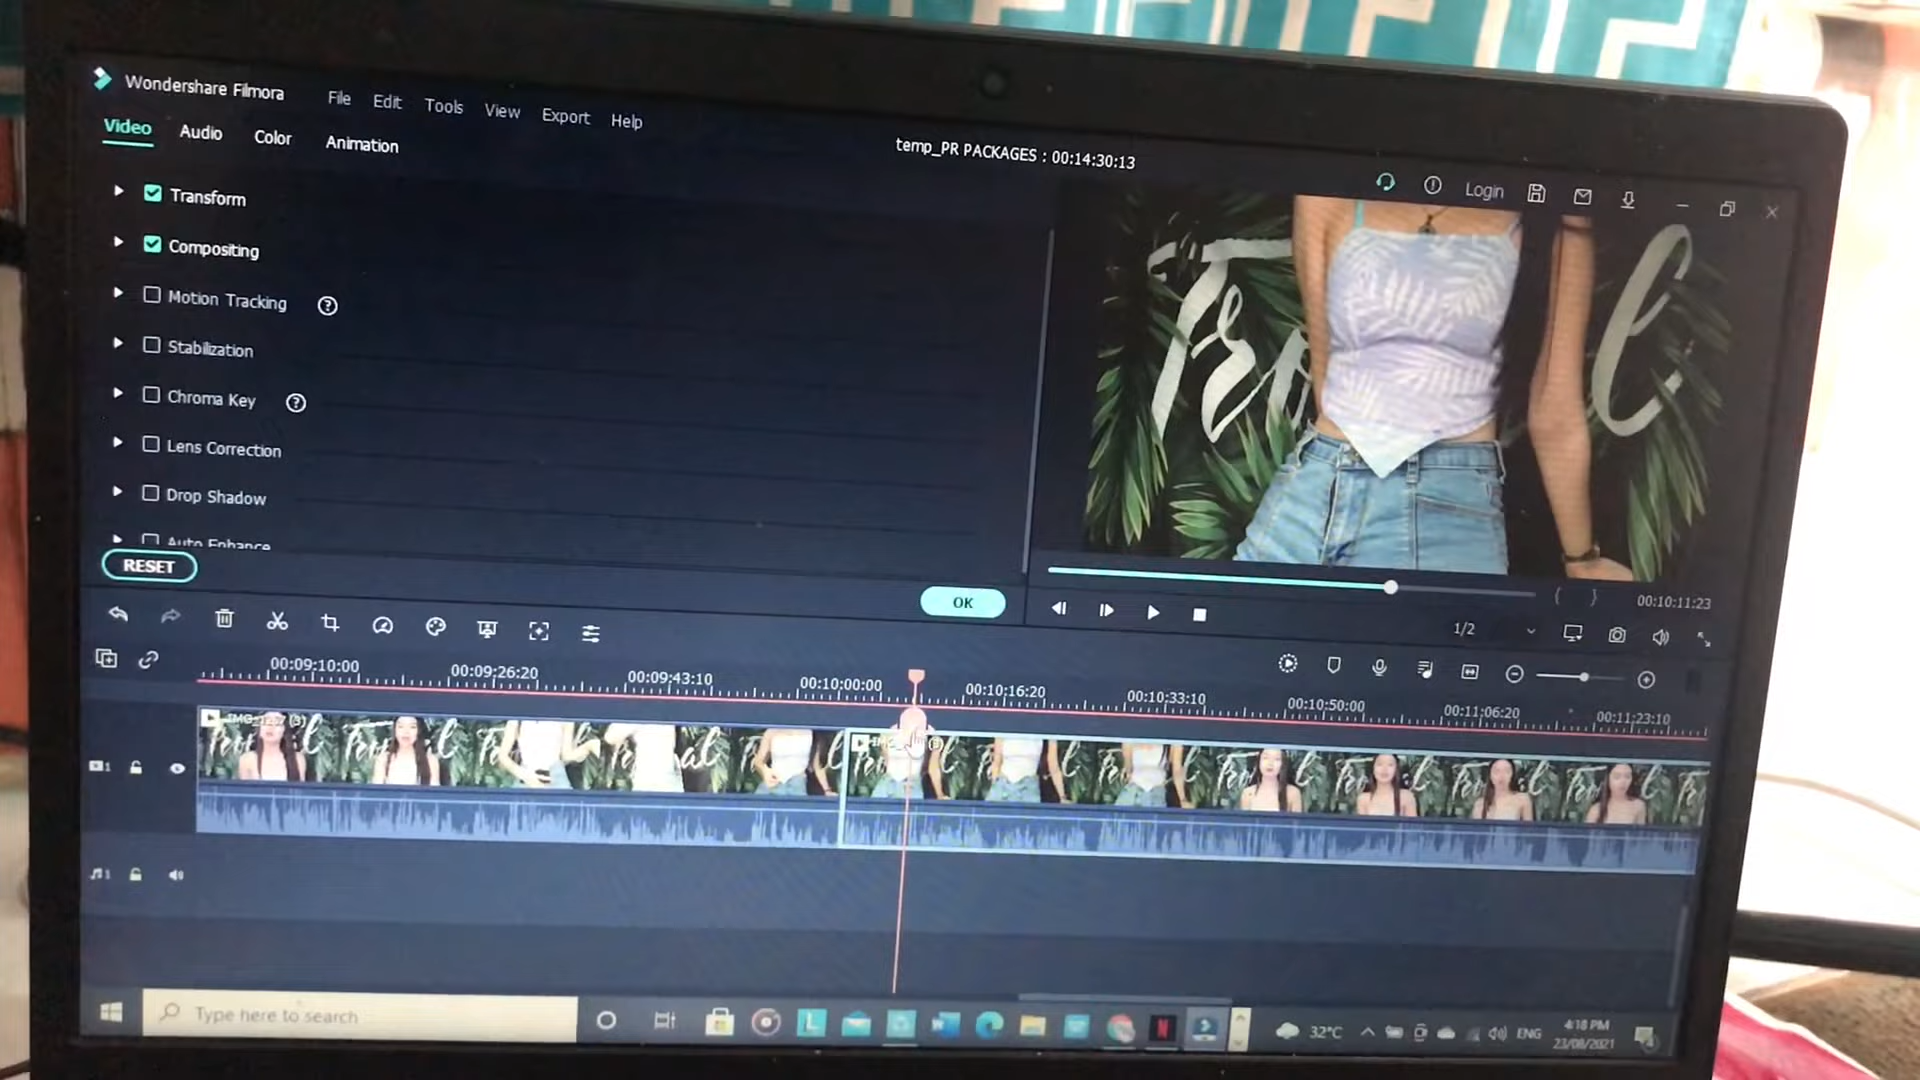 Wondershare Filmora File Edit Tools View Export Help
Video Audio Color Animation
temp_PR PACKAGES : 00:14:30:13
Login
Transform
Compositing
Motion Tracking ?
Stabilization
Chroma Key ?
Lens Correction
Drop Shadow
Auto Enhance
RESET
OK
{ } 00:10:11:23
1/2
00:09:10:00 00:09:26:20 00:09:43:10 00:10:00:00 00:10:16:20 00:10:33:10 00:10:50:00 00:11:06:20 00:11:23:10
1
1
Type here to search
32°C
ENG
4:18 PM
23/08/2021